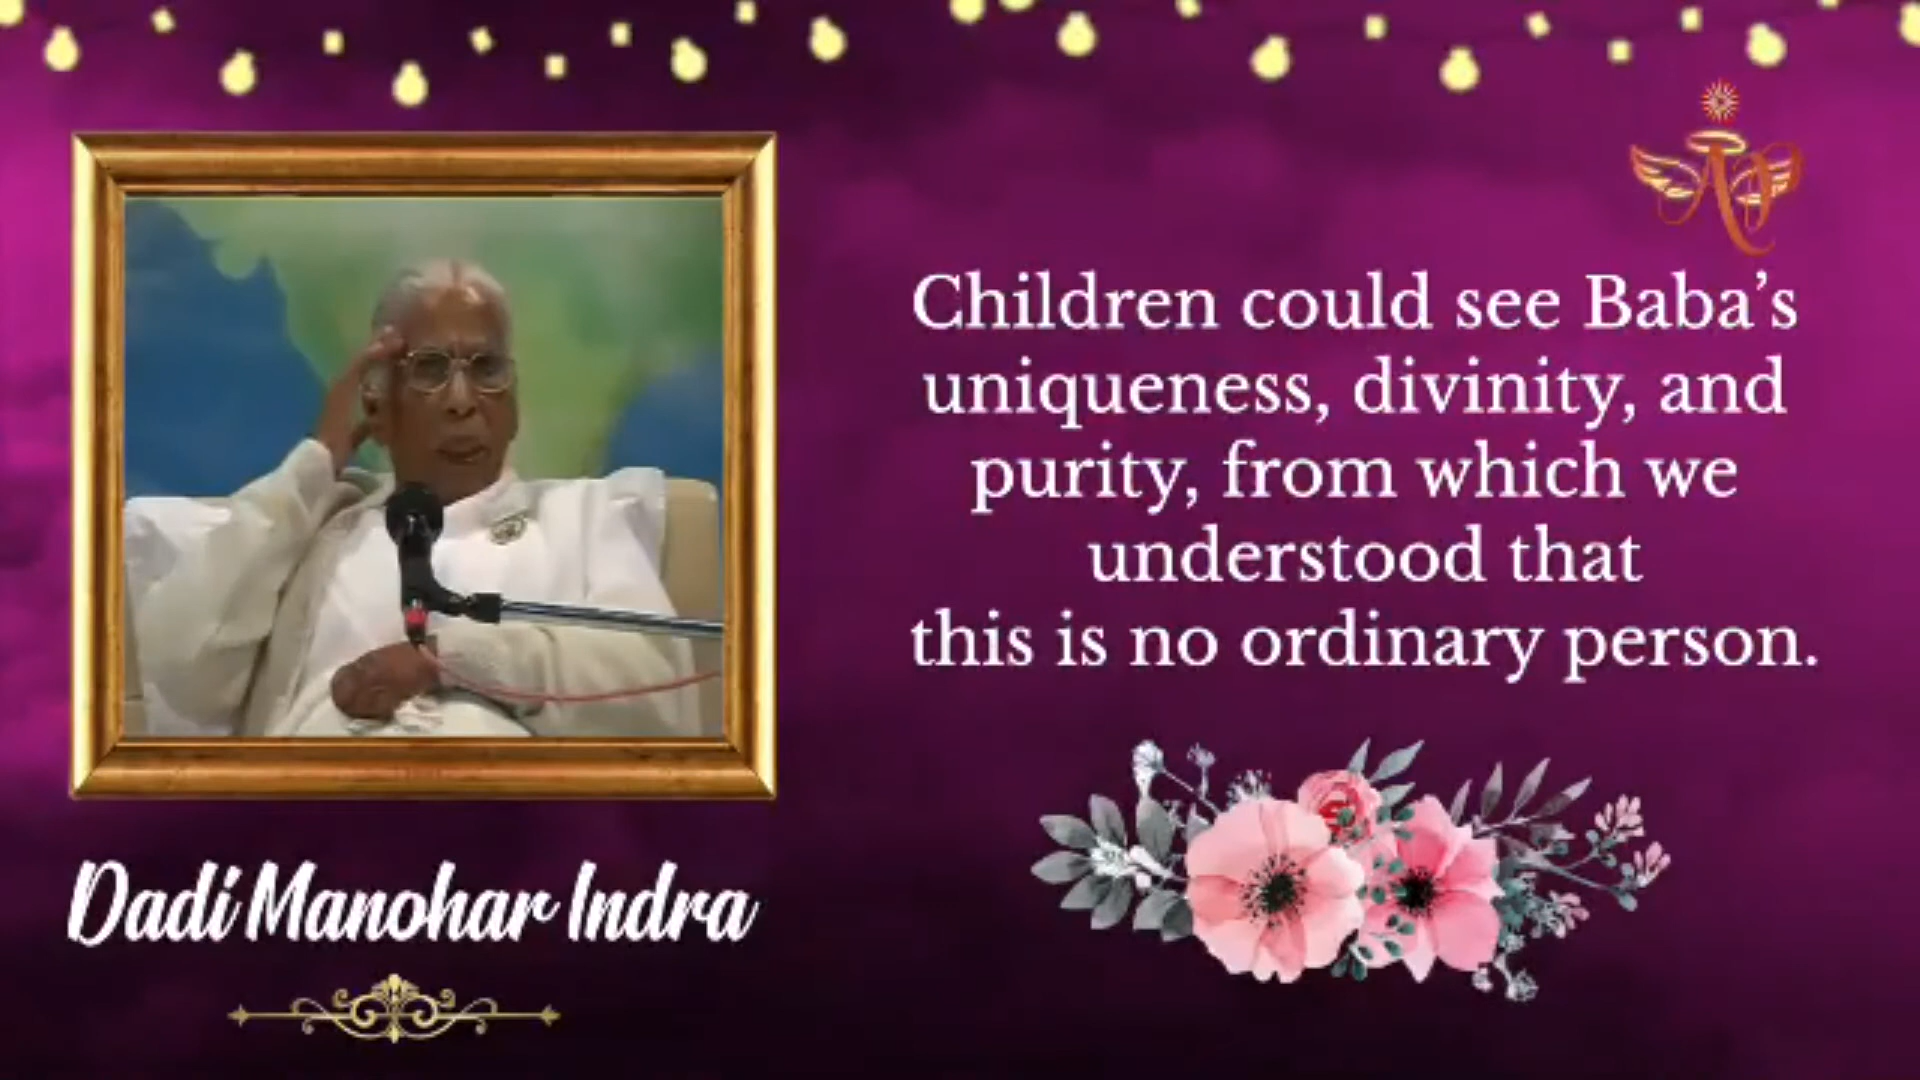 Children could see Baba’s
uniqueness, divinity, and
purity, from which we
understood that
this is no ordinary person.
Dadi Manohar Indra